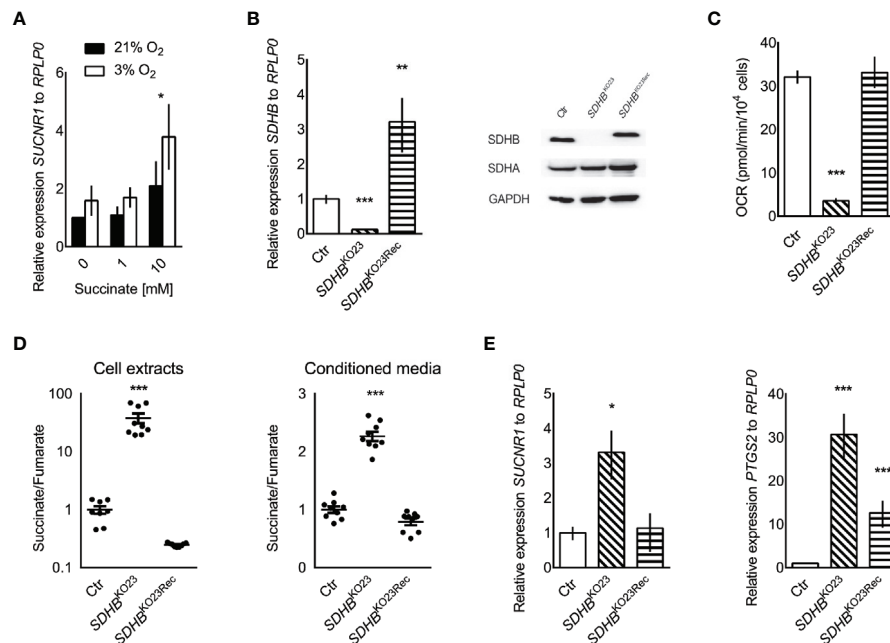 A
21% O2
3% O2
Relative expression SUCNR1 to RPLP0
6
4
2
0
*
0
1
10
Succinate [mM]
B
Relative expression SDHB to RPLP0
5
4
3
2
1
0
***
**
Ctr
SDHBKO23
SDHBKO23Rec
Ctr
SDHBKO23
SDHBKO23Rec
SDHB
SDHA
GAPDH
C
OCR (pmol/min/10^4 cells)
40
30
20
10
0
***
Ctr
SDHBKO23
SDHBKO23Rec
D
Cell extracts
Succinate/Fumarate
100
10
1
0.1
***
Ctr
SDHBKO23
SDHBKO23Rec
Conditioned media
Succinate/Fumarate
3
2
1
0
***
Ctr
SDHBKO23
SDHBKO23Rec
E
Relative expression SUCNR1 to RPLP0
5
4
3
2
1
0
*
Ctr
SDHBKO23
SDHBKO23Rec
Relative expression PTGS2 to RPLP0
40
30
20
10
0
***
***
Ctr
SDHBKO23
SDHBKO23Rec